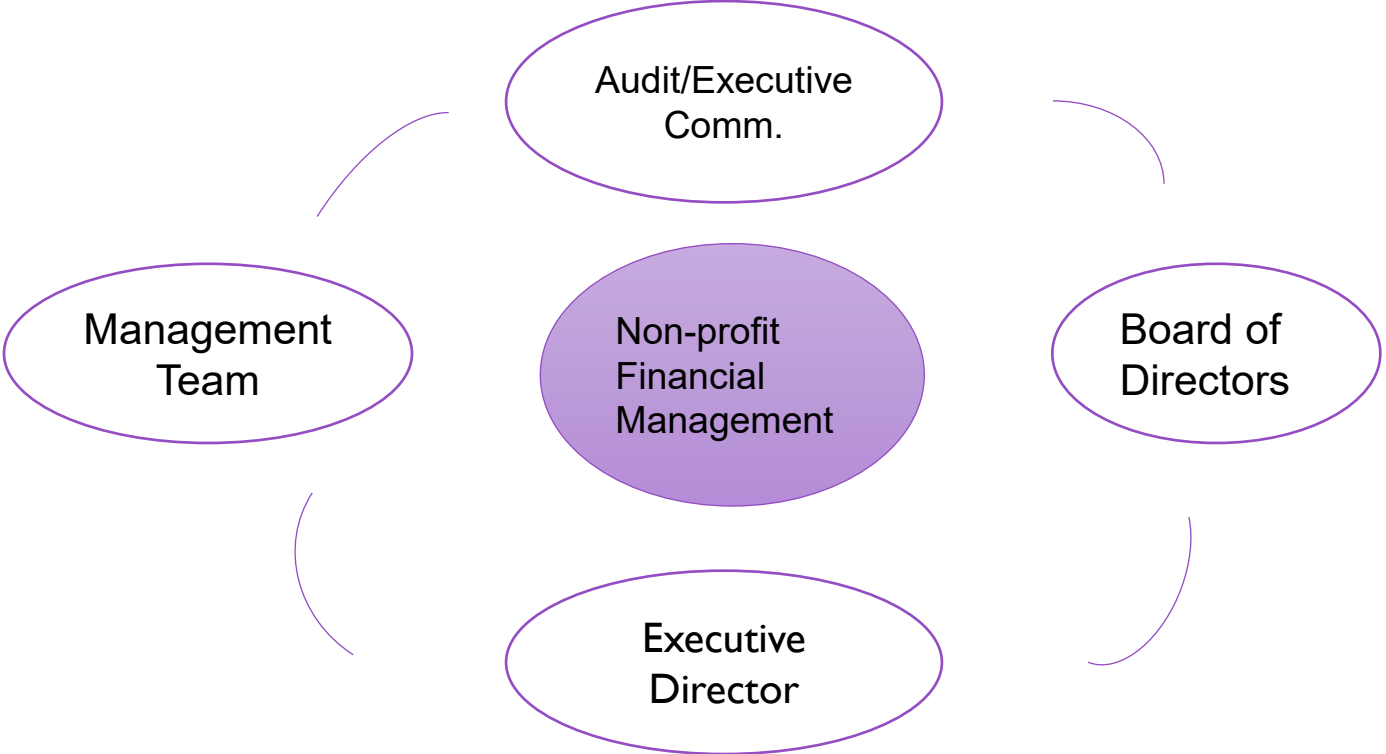 Audit/Executive
Comm.
Management
Team
Non-profit
Financial
Management
Board of
Directors
Executive
Director